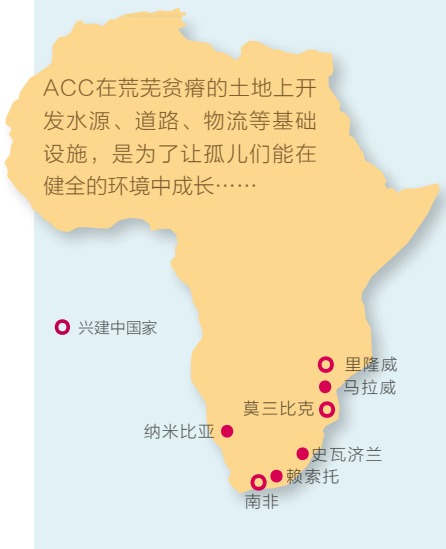 ACC在荒芜贫瘠的土地上开
发水源、道路、物流等基础
设施，是为了让孤儿们能在
健全的环境中成长……
兴建中国家
里隆威
马拉威
莫三比克
纳米比亚
史瓦济兰
赖索托
南非